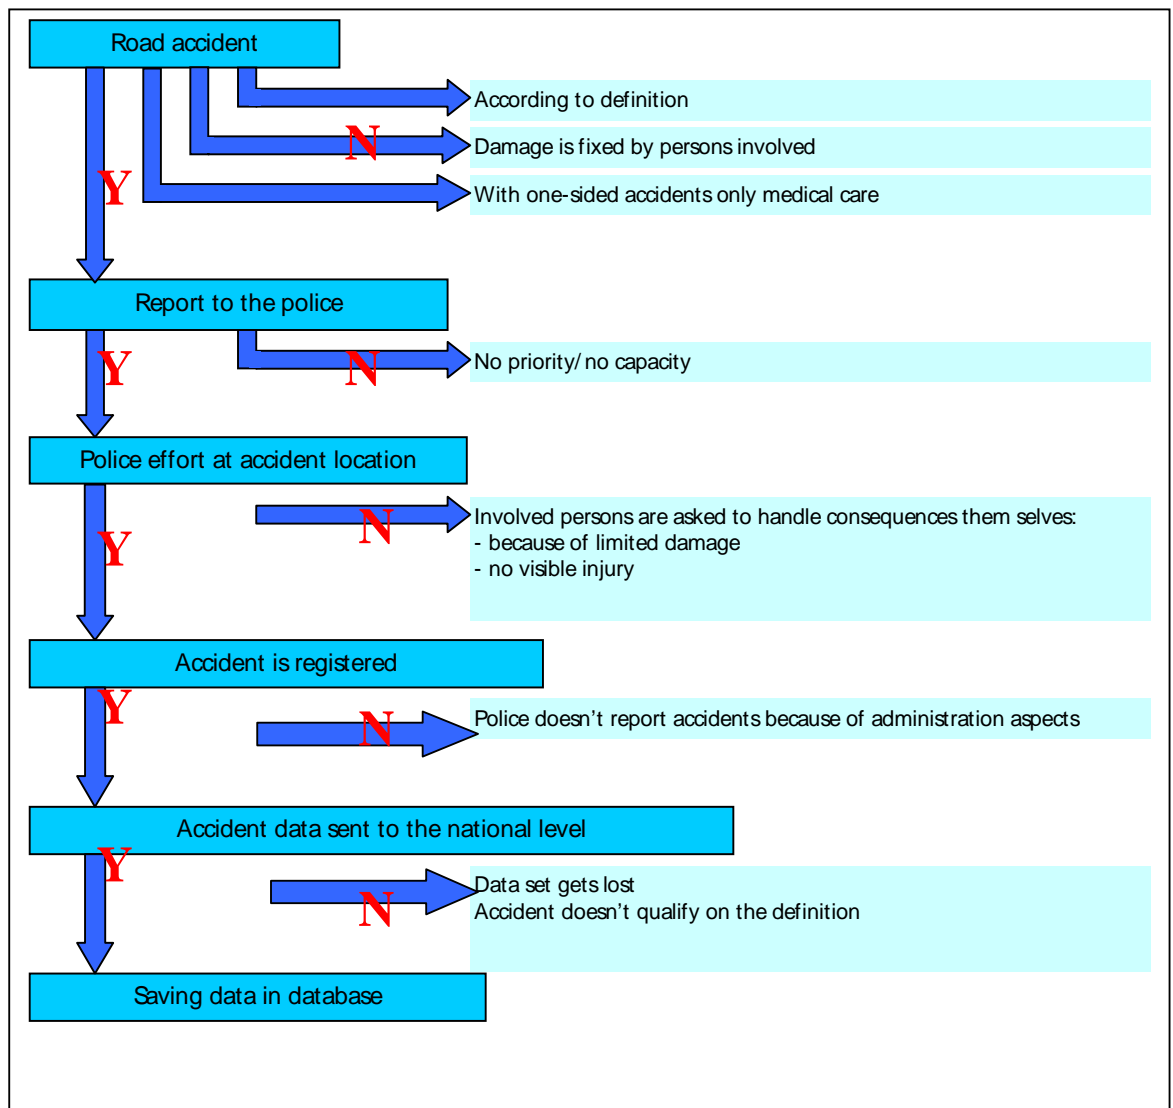 Road accident
According to definition
N
Damage is fixed by persons involved
Y
With one-sided accidents only medical care
Report to the police
Y
N
No priority/ no capacity
Police effort at accident location
Y
N
Involved persons are asked to handle consequences them selves:
- because of limited damage
- no visible injury
Accident is registered
Y
N
Police doesn't report accidents because of administration aspects
Accident data sent to the national level
Y
N
Data set gets lost
Accident doesn't qualify on the definition
Saving data in database